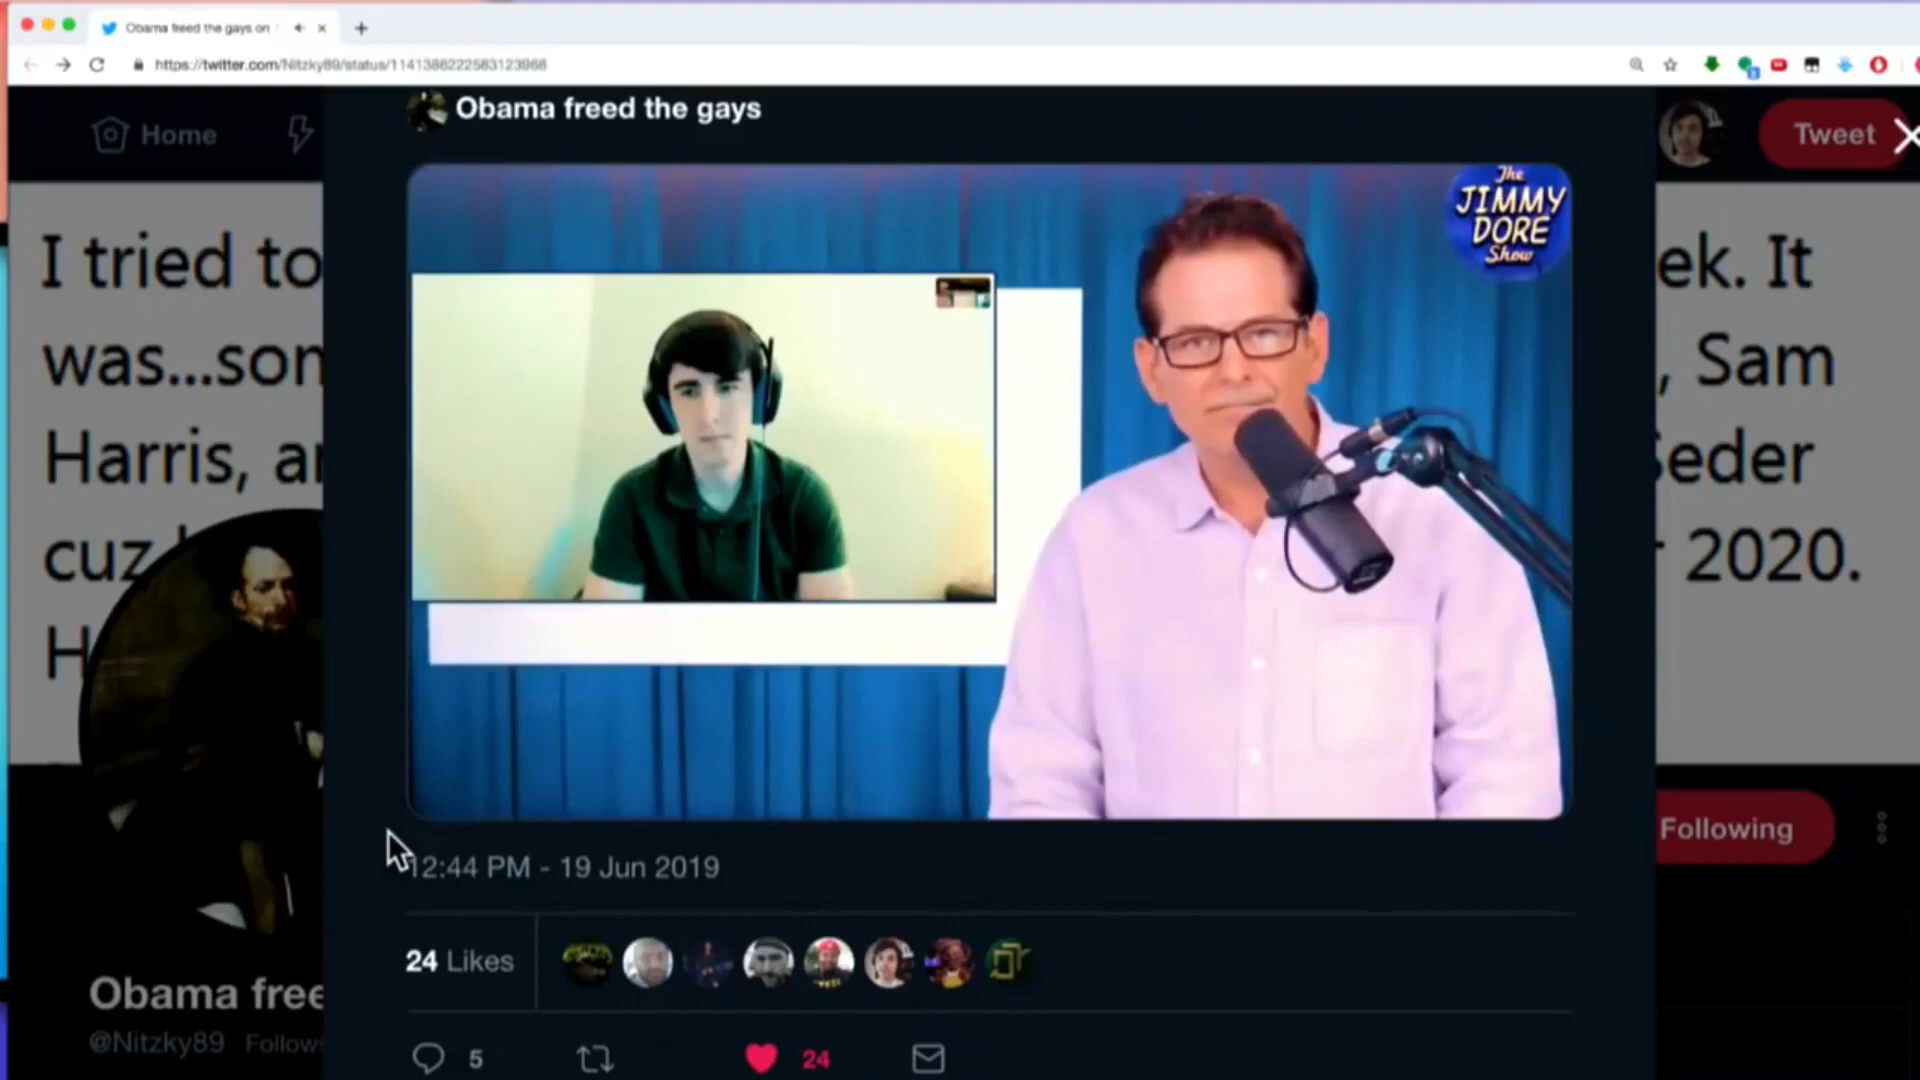 Obama freed the gays on
https://twitter.com/Nitzky89/status/1141386222583123968
Obama freed the gays
Home
Tweet
The
JIMMY
DORE
Show
I tried to
ek. It
was...
, Sam
Harris,
Seder
cuz
2020.
12:44 PM - 19 Jun 2019
Following
24 Likes
Obama free
@Nitzky89 Follows
5
24